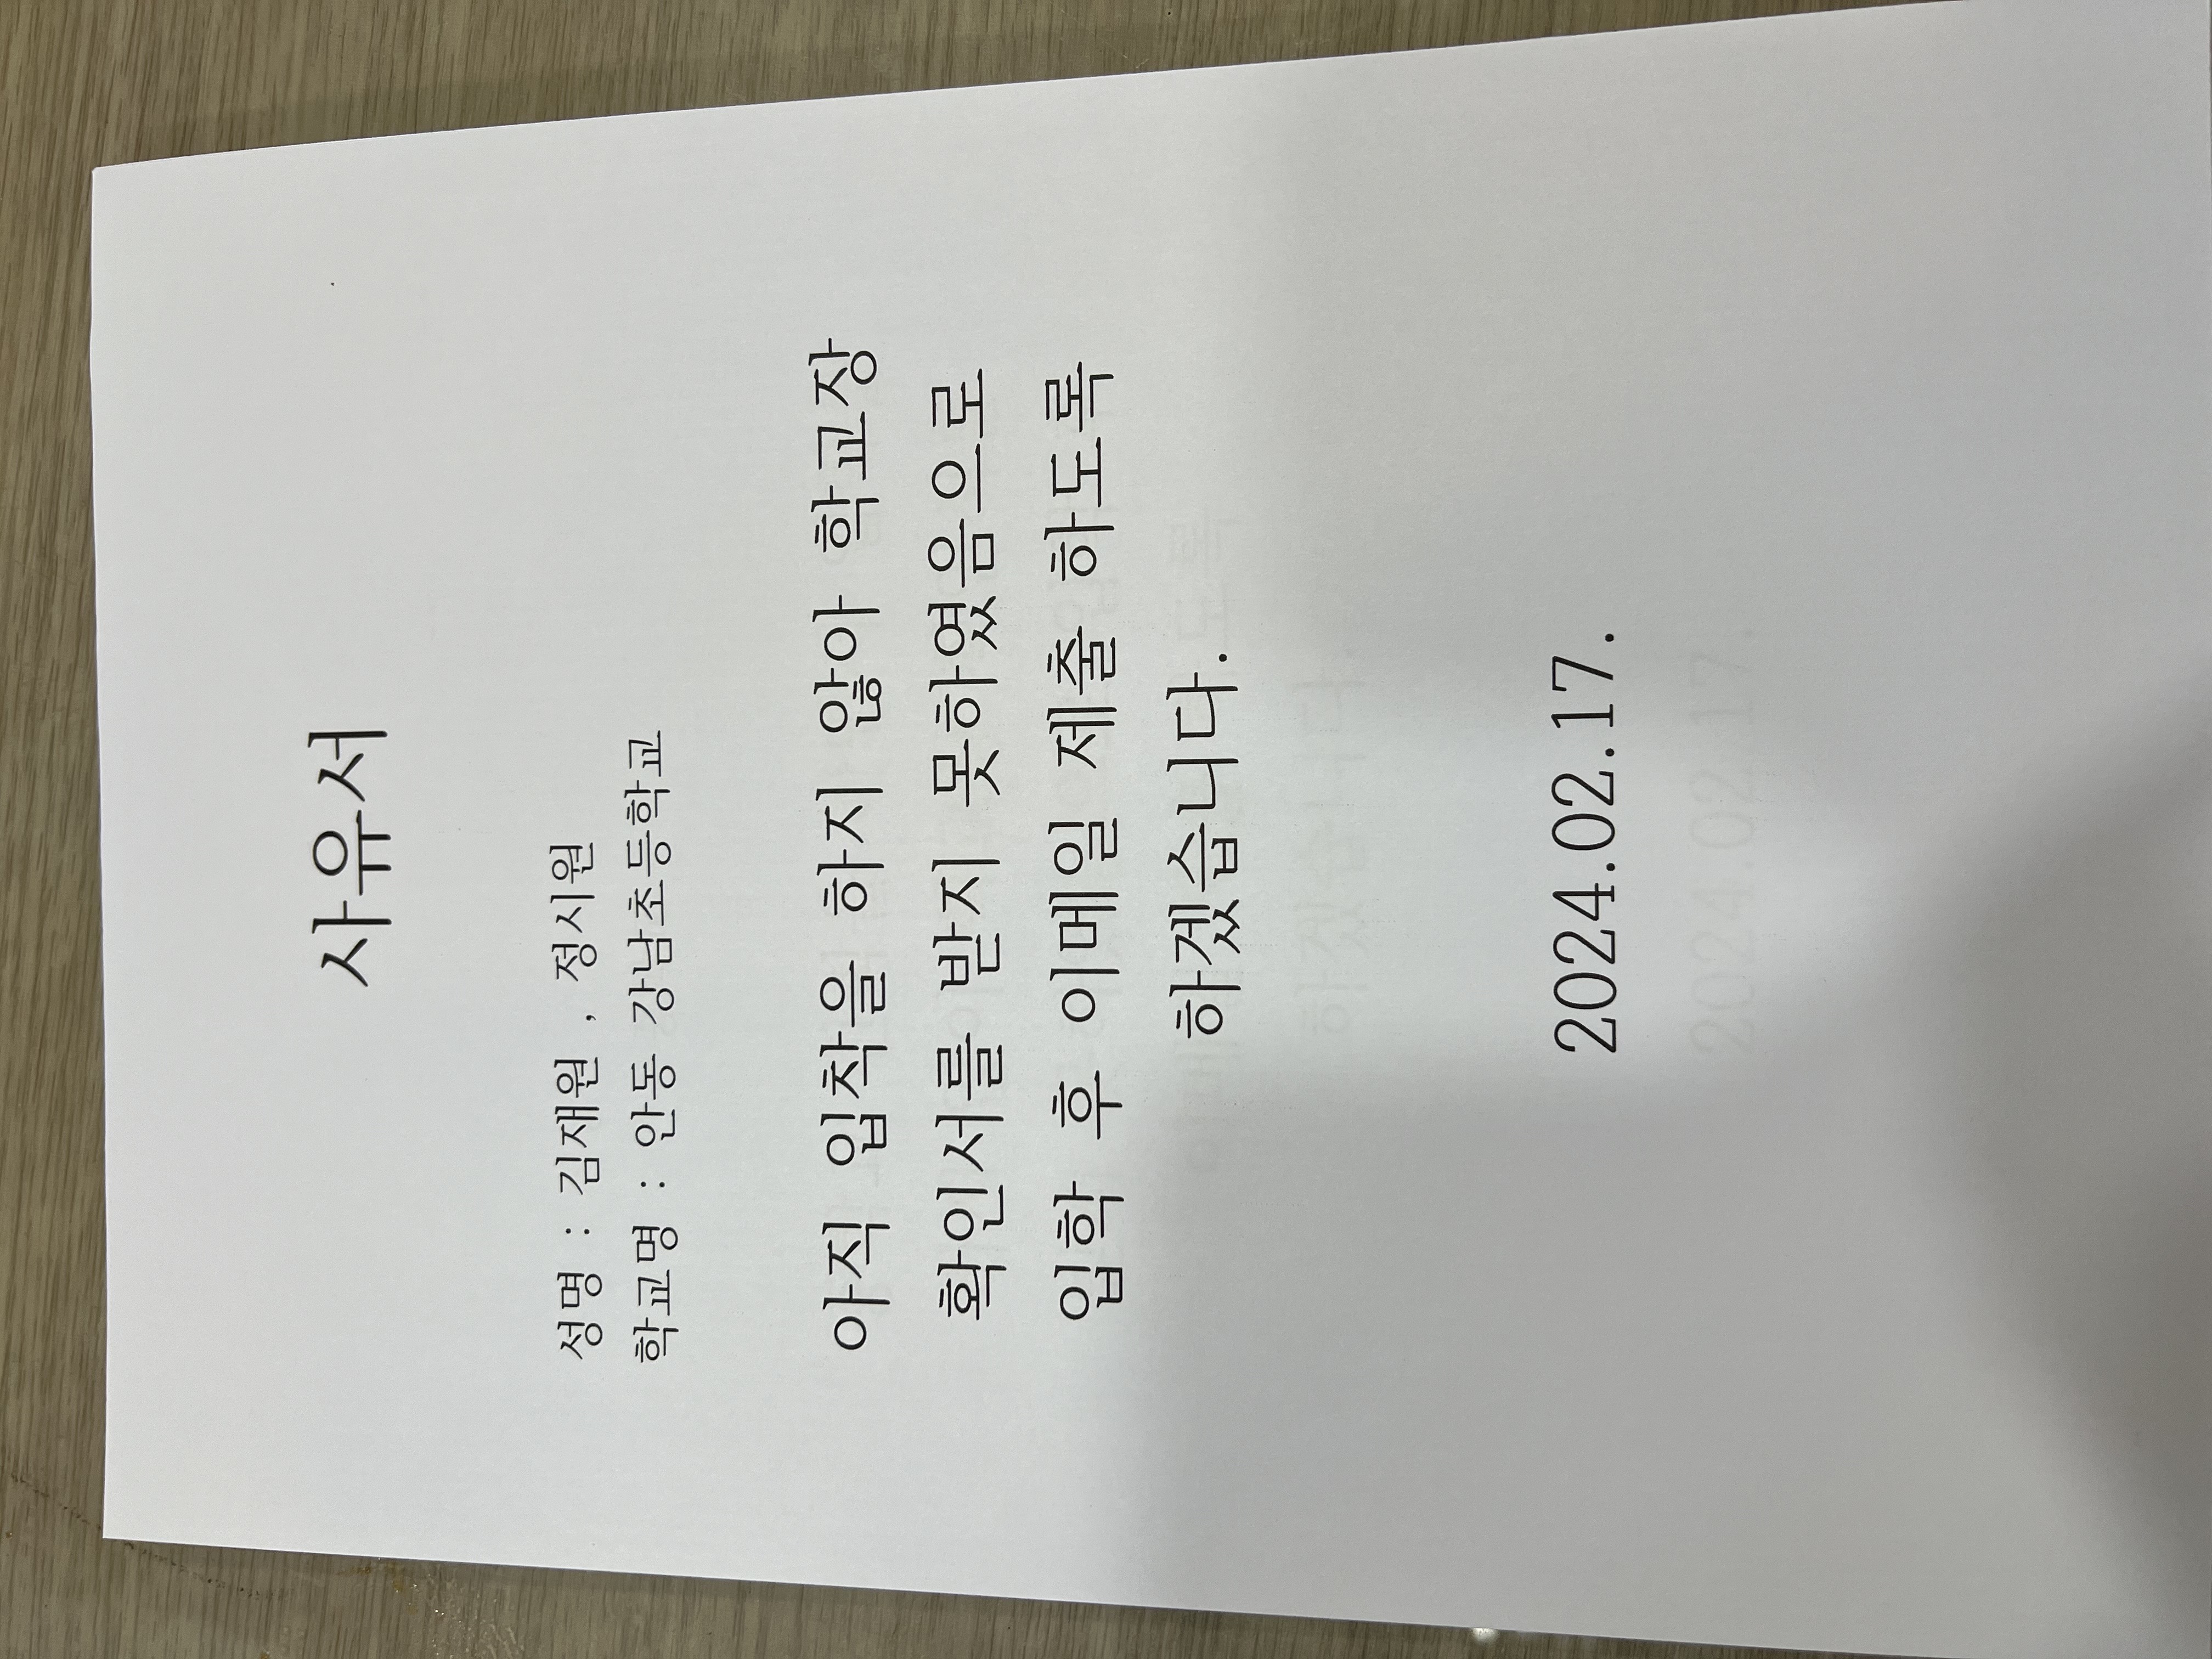 사유서
성명 : 김재원 , 정시원
학교명 : 안동 강남초등학교
아직 입착을 하지 않아 학교장
확인서를 받지 못하였음으로
입학 후 이메일 제출 하도록
하겠습니다.
2024.02.17.